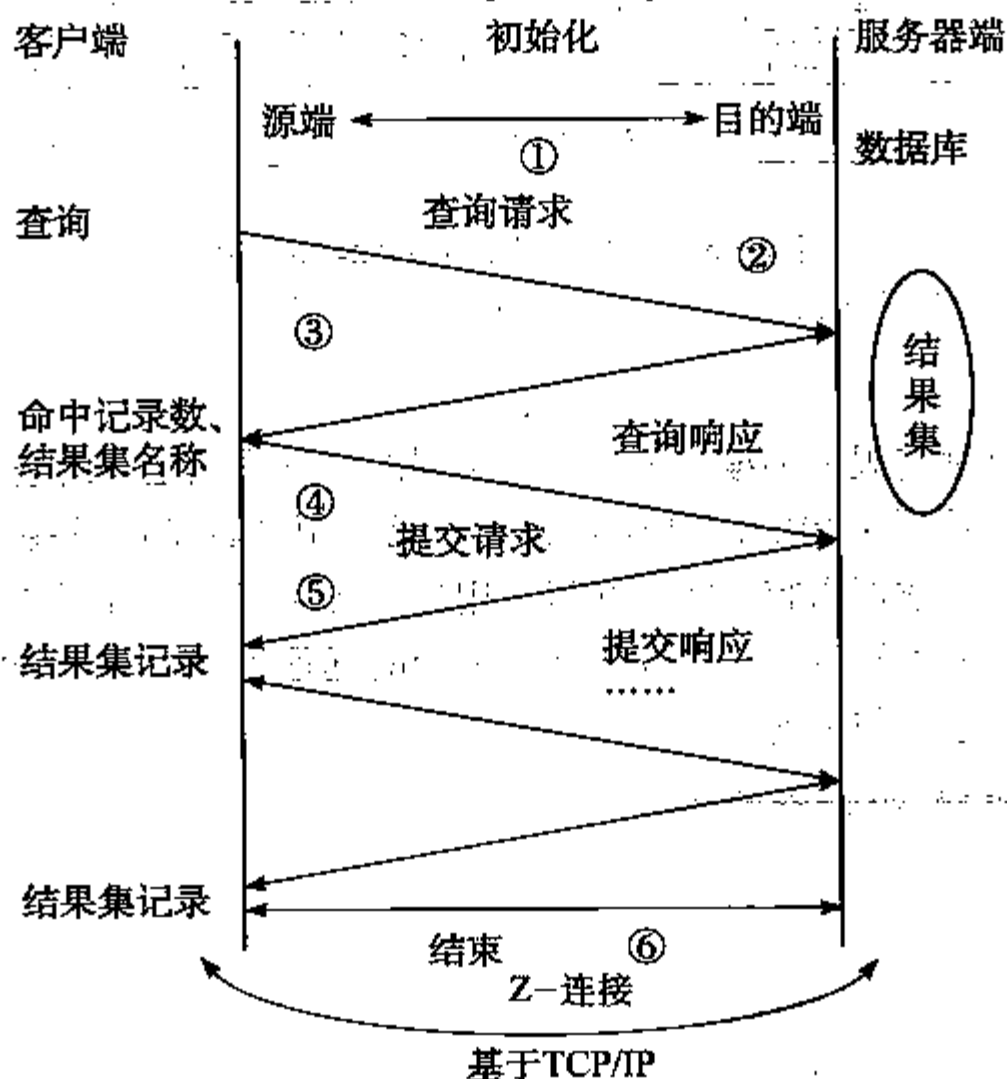 客户端 初始化 服务器端
源端 目的端
① 数据库
查询 查询请求
②
③
结果集
命中记录数、
结果集名称
查询响应
④
提交请求
⑤
结果集记录 提交响应
……
结果集记录
结束 ⑥
Z-连接
基于TCP/IP